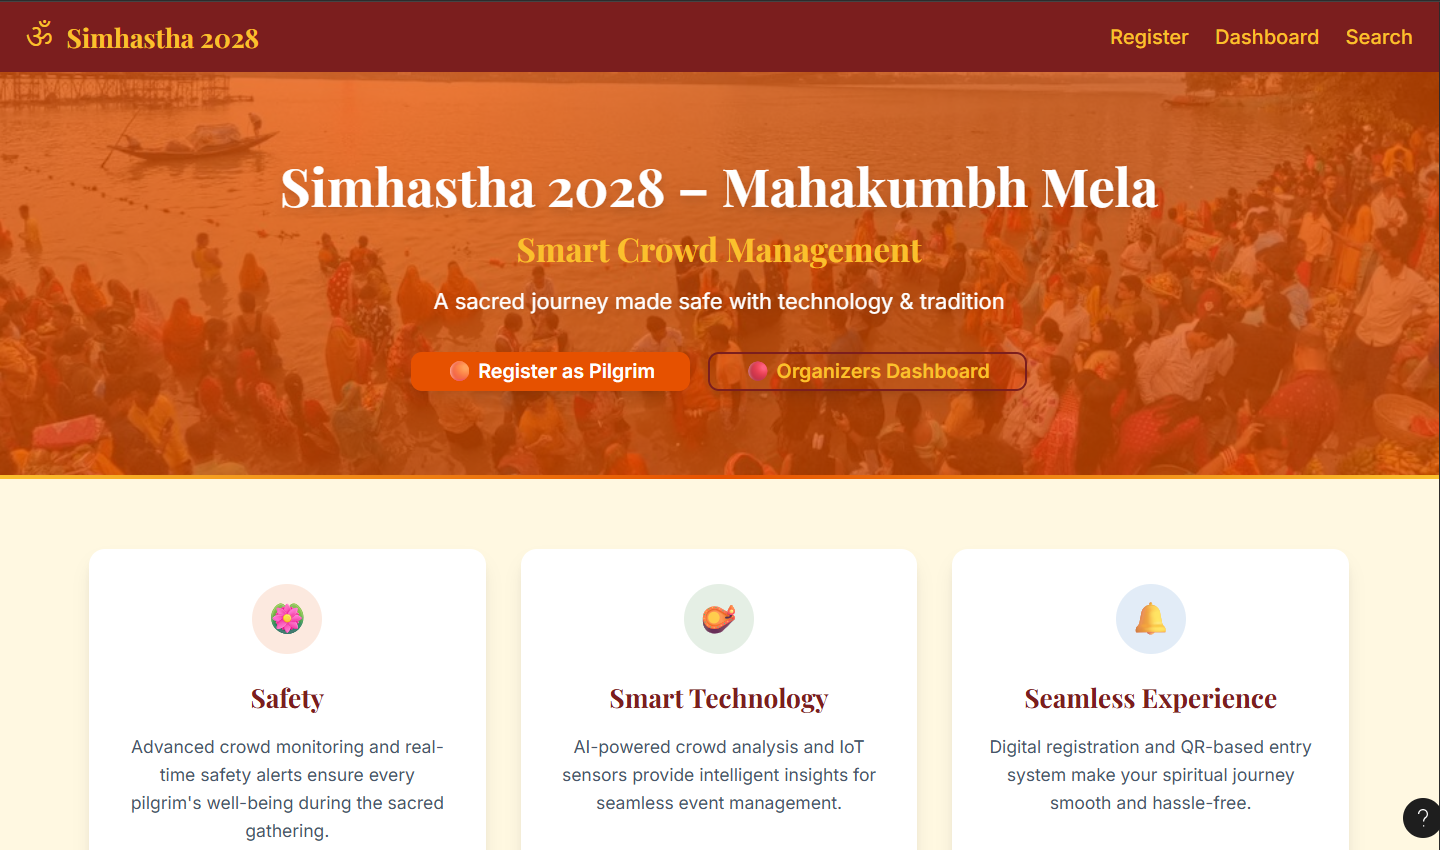 ॐ Simhastha 2028
Register Dashboard Search
Simhastha 2028 – Mahakumbh Mela
Smart Crowd Management
A sacred journey made safe with technology & tradition
Register as Pilgrim
Organizers Dashboard
Safety
Advanced crowd monitoring and real-
time safety alerts ensure every
pilgrim's well-being during the sacred
gathering.
Smart Technology
AI-powered crowd analysis and IoT
sensors provide intelligent insights for
seamless event management.
Seamless Experience
Digital registration and QR-based entry
system make your spiritual journey
smooth and hassle-free.
?